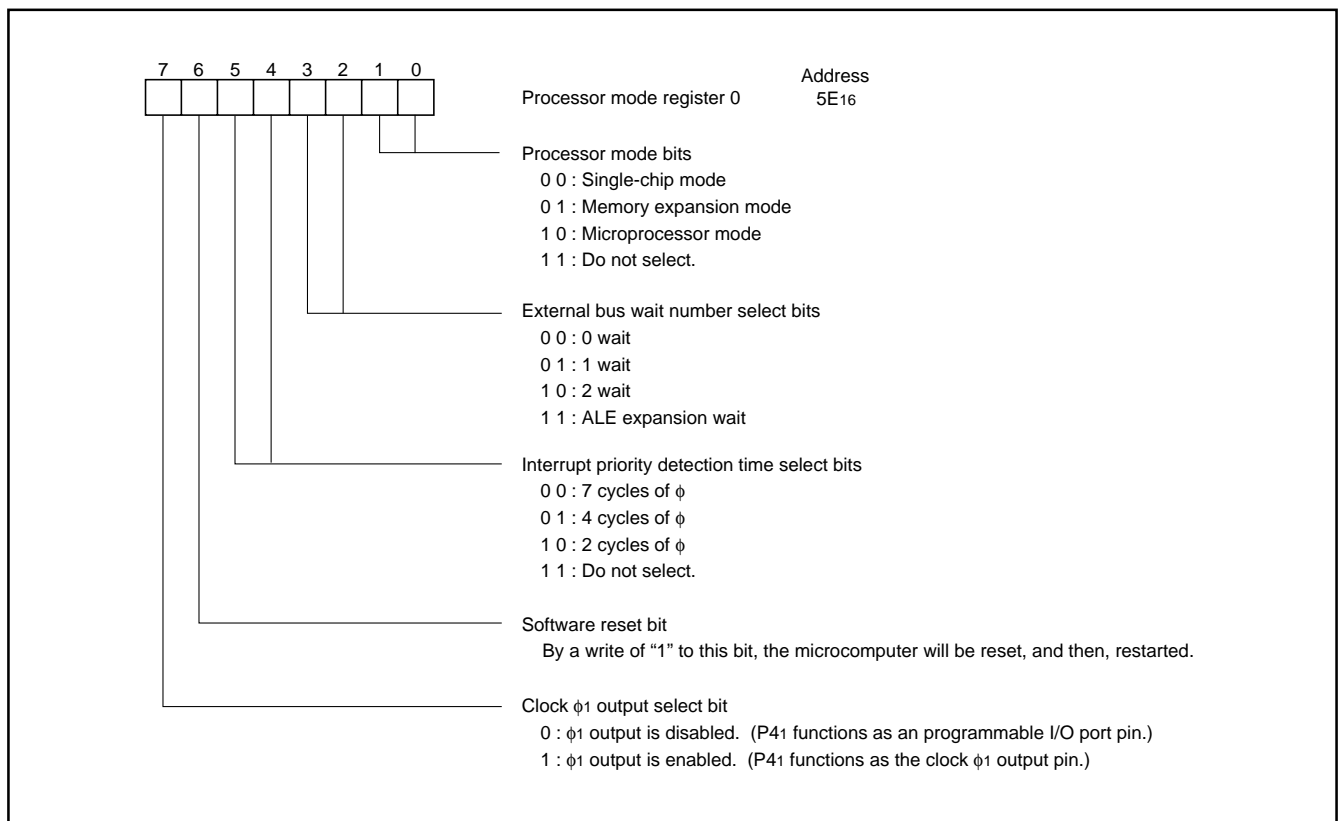 7 6 5 4 3 2 1 0
Address
Processor mode register 0 5E16
Processor mode bits
0 0 : Single-chip mode
0 1 : Memory expansion mode
1 0 : Microprocessor mode
1 1 : Do not select.
External bus wait number select bits
0 0 : 0 wait
0 1 : 1 wait
1 0 : 2 wait
1 1 : ALE expansion wait
Interrupt priority detection time select bits
0 0 : 7 cycles of ϕ
0 1 : 4 cycles of ϕ
1 0 : 2 cycles of ϕ
1 1 : Do not select.
Software reset bit
By a write of “1” to this bit, the microcomputer will be reset, and then, restarted.
Clock ϕ1 output select bit
0 : ϕ1 output is disabled. (P41 functions as an programmable I/O port pin.)
1 : ϕ1 output is enabled. (P41 functions as the clock ϕ1 output pin.)